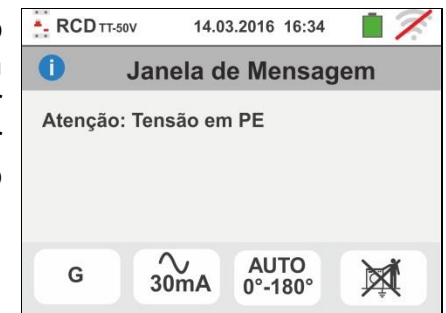 RCD TT-50V 14.03.2016 16:34
i Janela de Mensagem
Atenção: Tensão em PE
G
30mA
AUTO
0°-180°